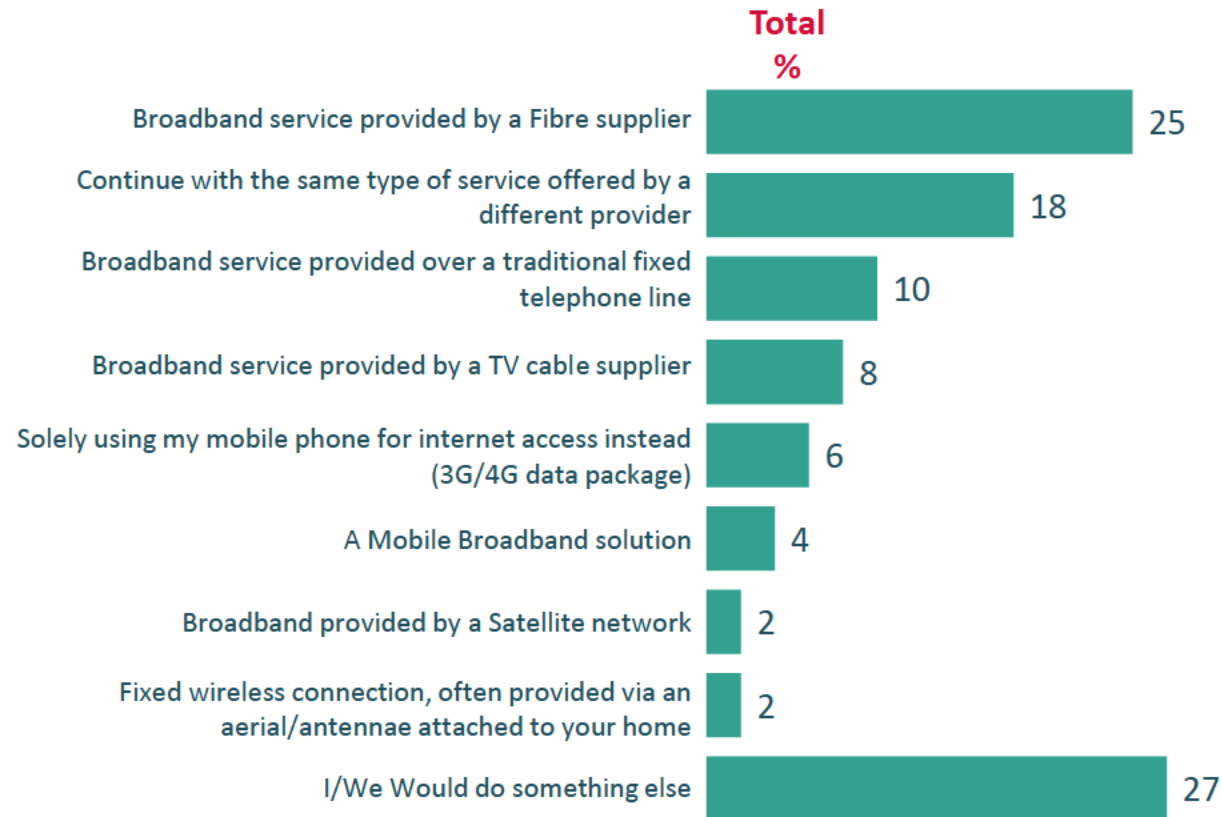 Total
%
Broadband service provided by a Fibre supplier
25
Continue with the same type of service offered by a
different provider
18
Broadband service provided over a traditional fixed
telephone line
10
Broadband service provided by a TV cable supplier
8
Solely using my mobile phone for internet access instead
(3G/4G data package)
6
A Mobile Broadband solution
4
Broadband provided by a Satellite network
2
Fixed wireless connection, often provided via an
aerial/antennae attached to your home
2
I/We Would do something else
27